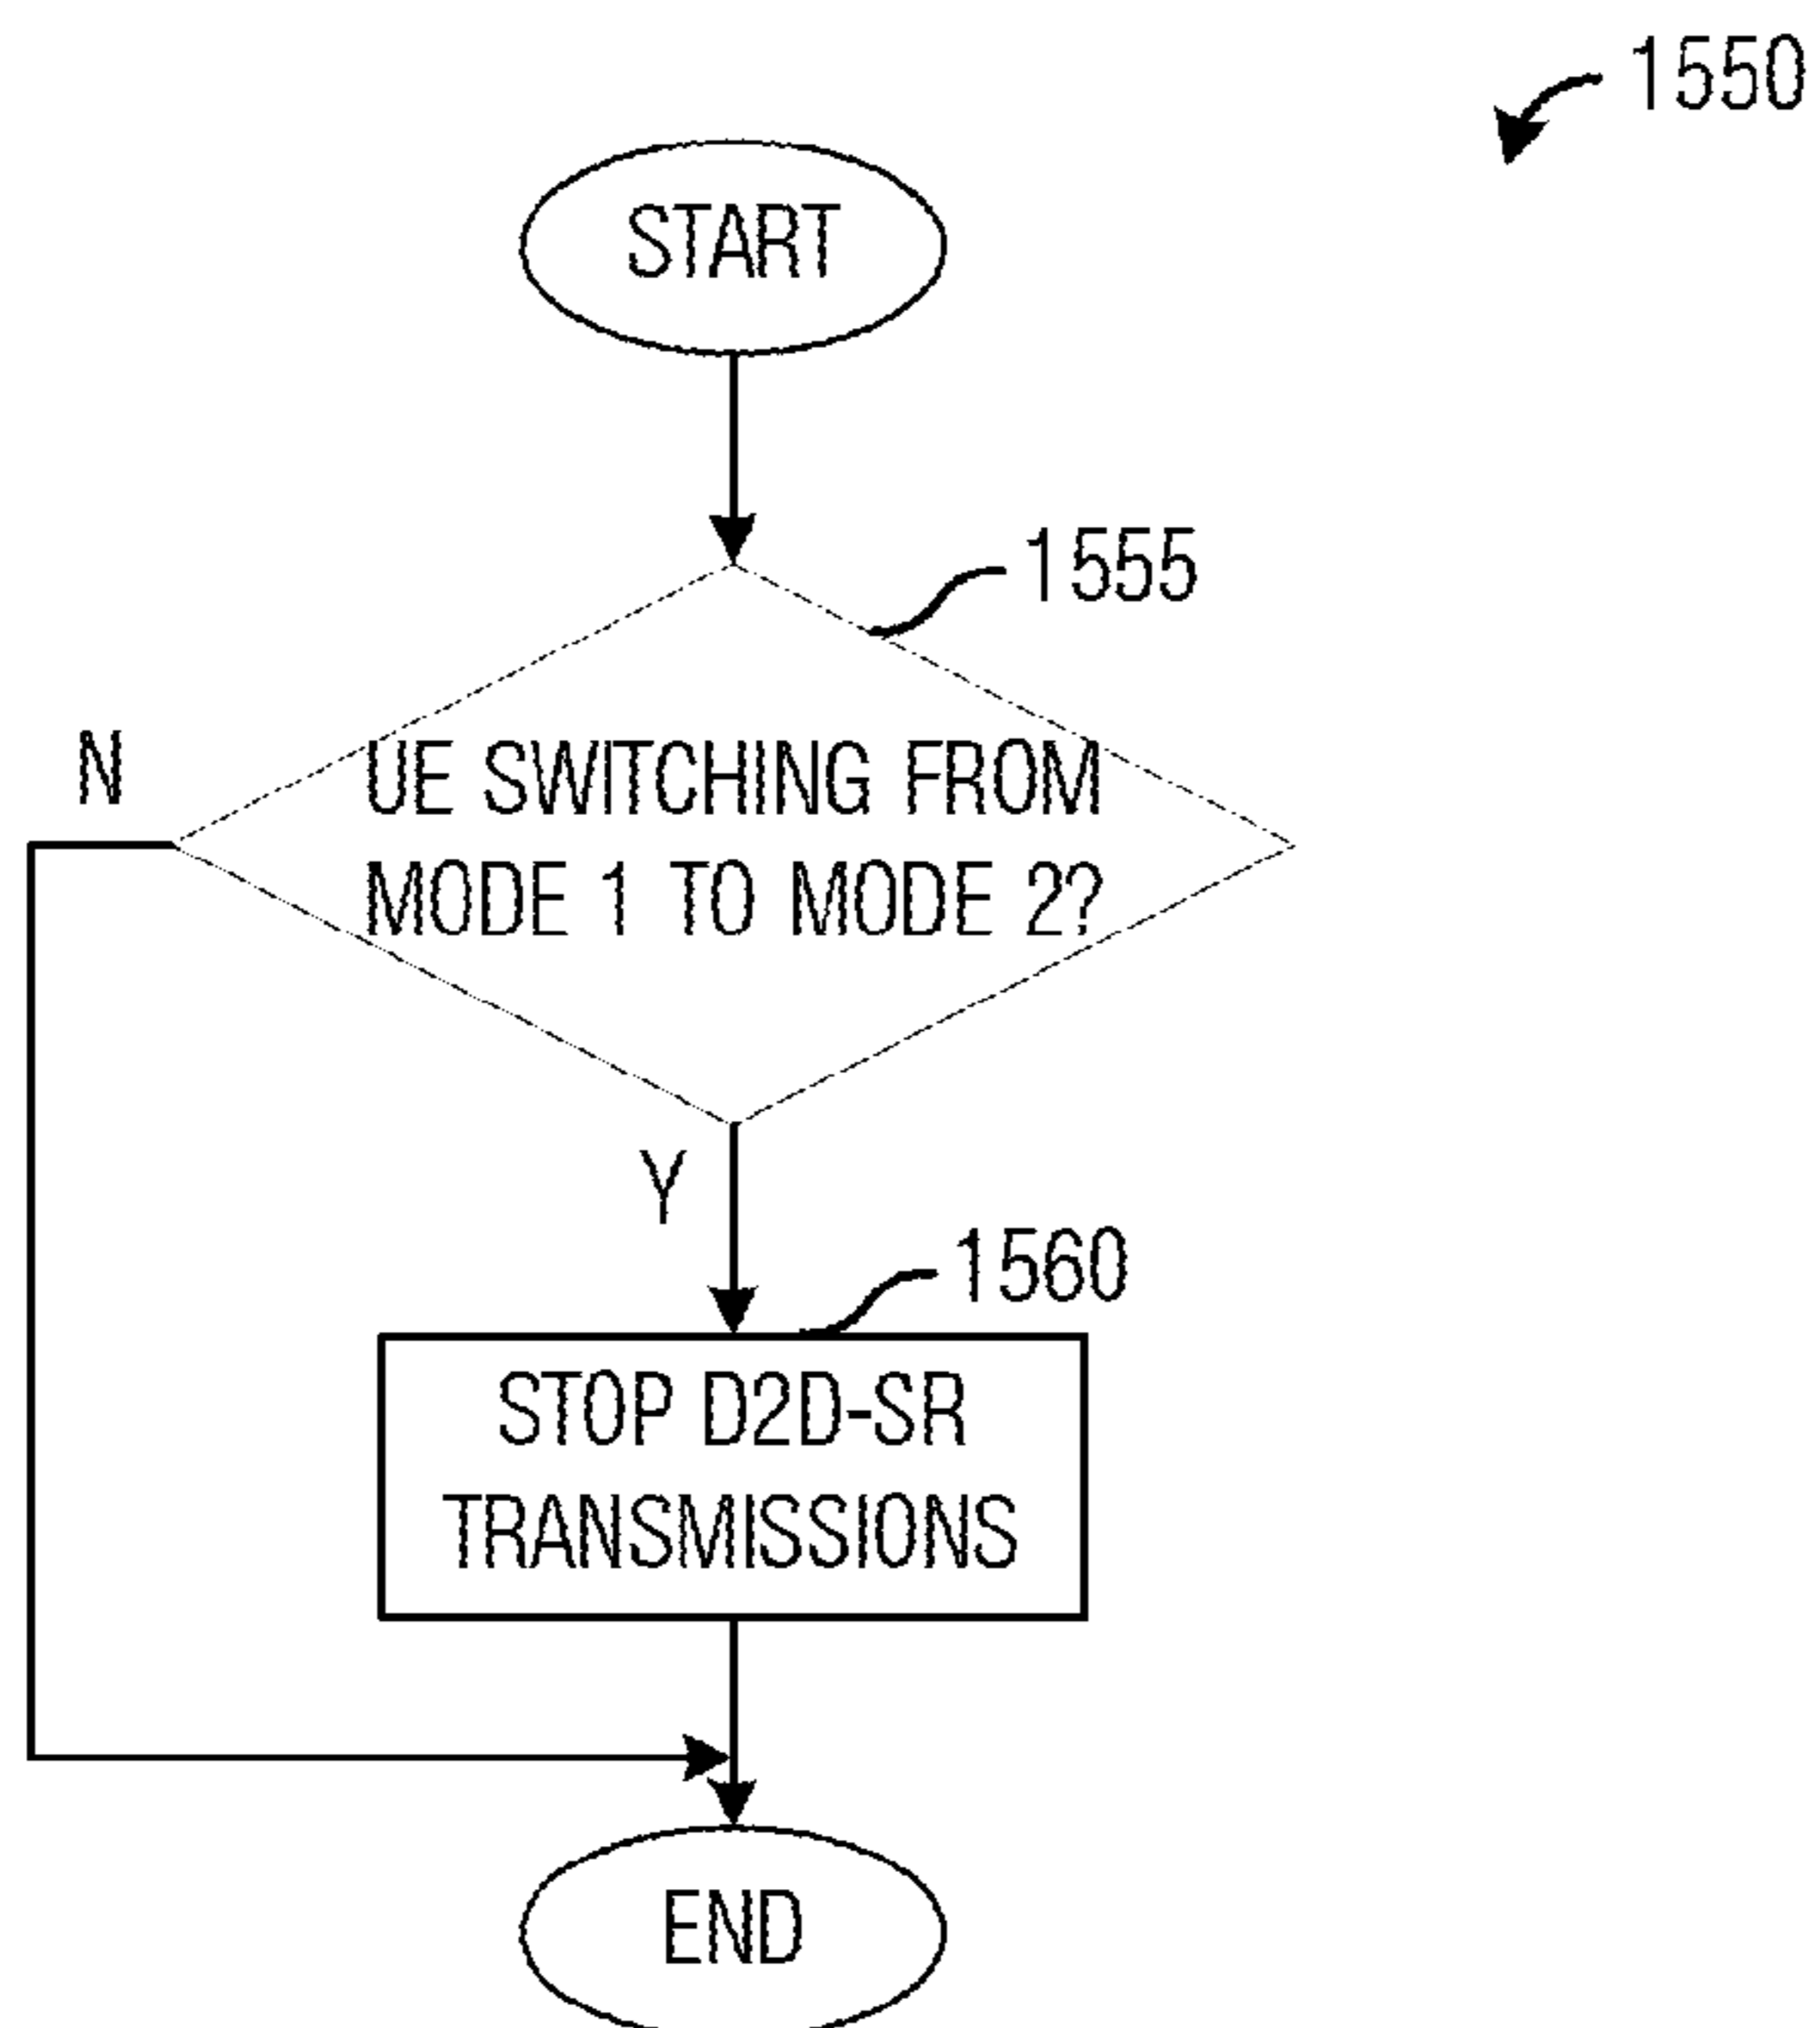 1550
START
1555
N
UE SWITCHING FROM
MODE 1 TO MODE 2?
Y
1560
STOP D2D-SR
TRANSMISSIONS
END